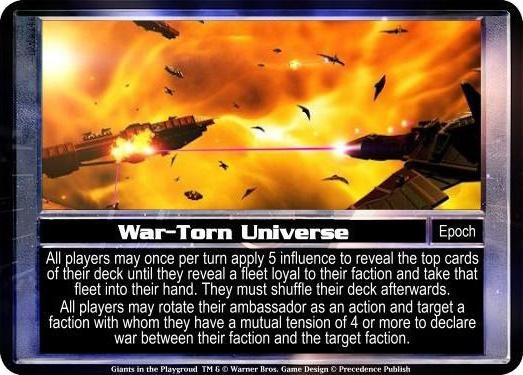 War-Torn Universe
Epoch
All players may once per turn apply 5 influence to reveal the top cards
of their deck until they reveal a fleet loyal to their faction and take that
fleet into their hand. They must shuffle their deck afterwards.
All players may rotate their ambassador as an action and target a
faction with whom they have a mutual tension of 4 or more to declare
war between their faction and the target faction.
Giants in the Playgroud TM & © Warner Bros. Game Design © Precedence Publish